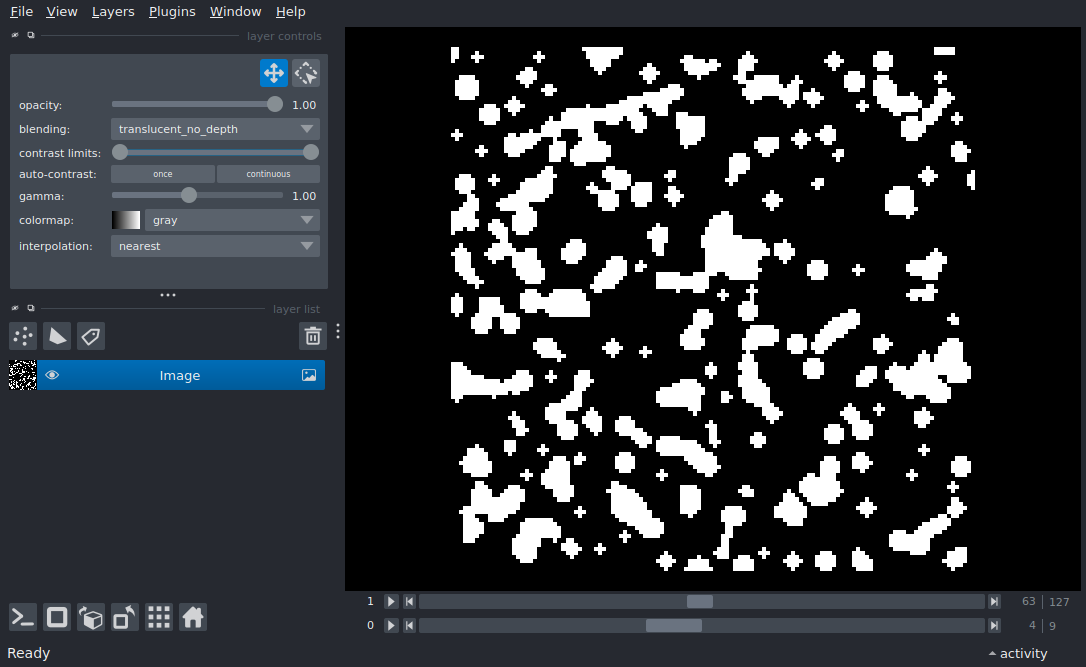 File View Layers Plugins Window Help
layer controls
opacity: 1.00
blending: translucent_no_depth
contrast limits:
auto-contrast: once continuous
gamma: 1.00
colormap: gray
interpolation: nearest
layer list
Image
1 63 127
0 4 9
Ready activity